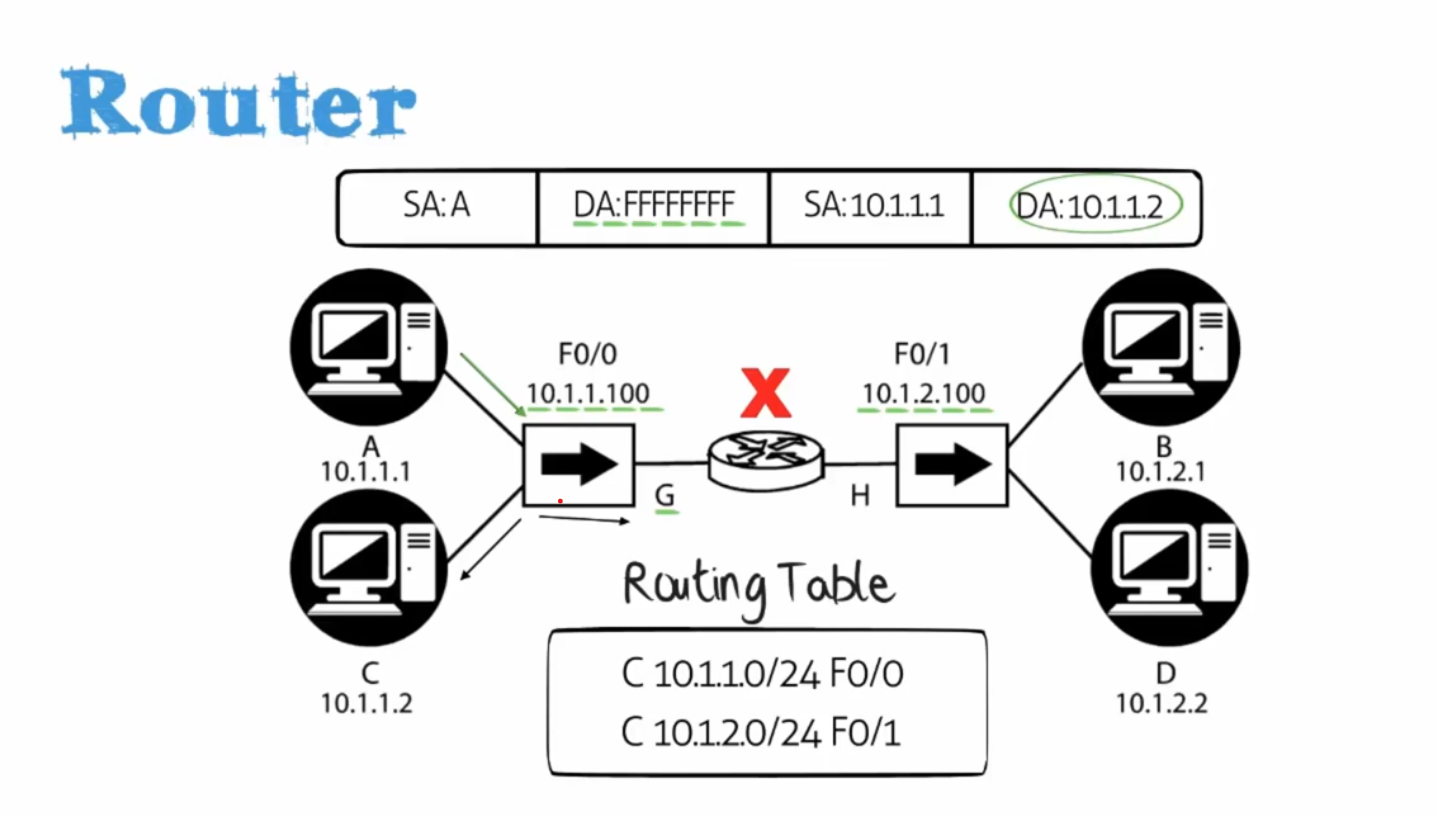 Router
SA: A DA:FFFFFFFF SA:10.1.1.1 DA:10.1.1.2
F0/0
10.1.1.100
X
F0/1
10.1.2.100
A
10.1.1.1
B
10.1.2.1
G
H
C
10.1.1.2
D
10.1.2.2
Routing Table
C 10.1.1.0/24 F0/0
C 10.1.2.0/24 F0/1